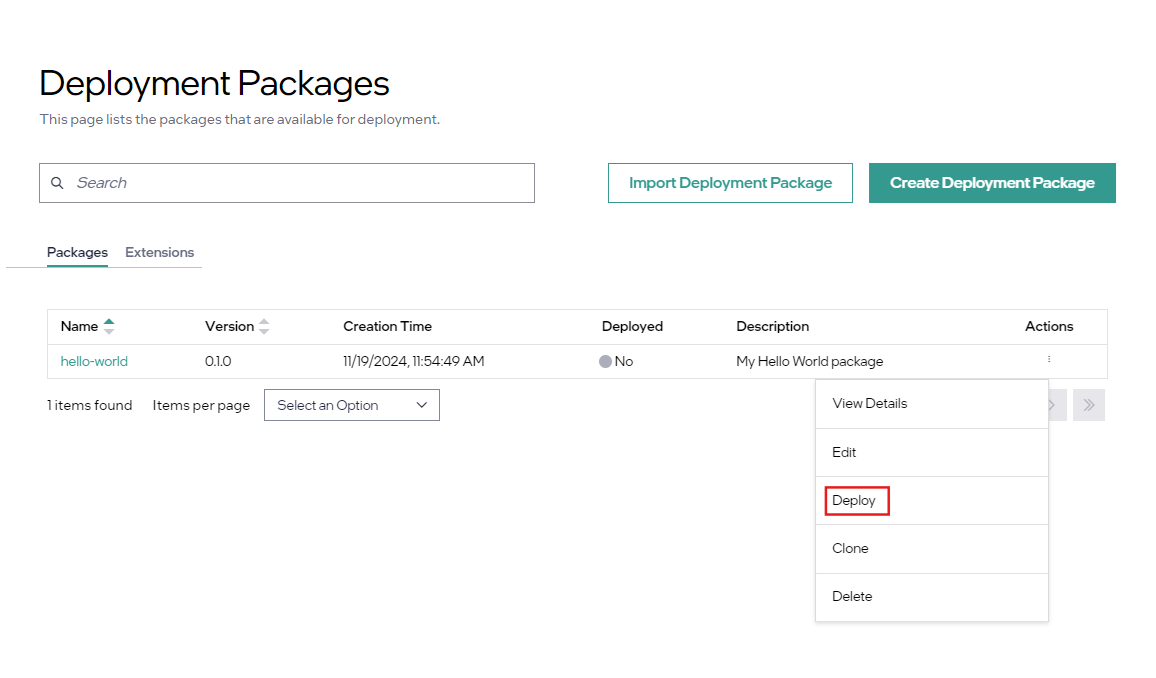 Deployment Packages
This page lists the packages that are available for deployment.
Search
Import Deployment Package
Create Deployment Package
Packages Extensions
Name Version Creation Time Deployed Description Actions
hello-world 0.1.0 11/19/2024, 11:54:49 AM No My Hello World package
1 items found Items per page Select an Option
View Details
Edit
Deploy
Clone
Delete